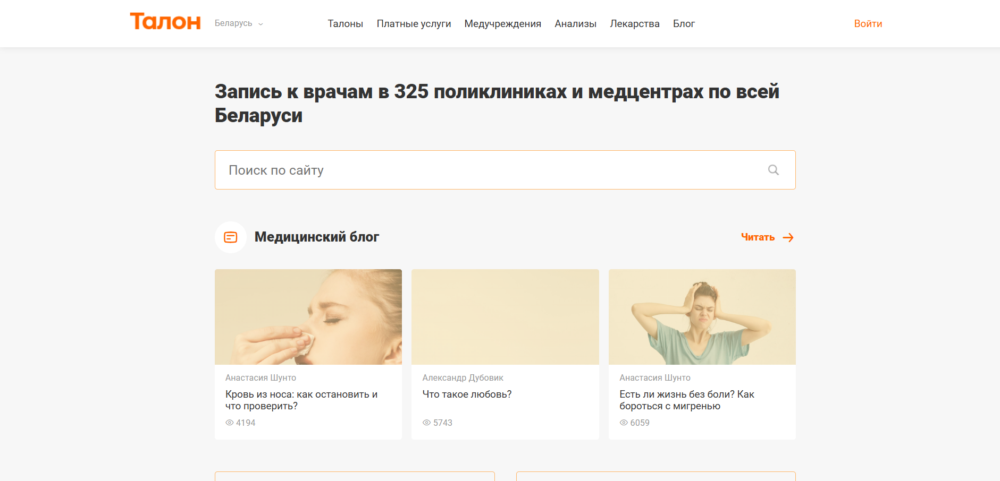 Талон
Беларусь
Талоны
Платные услуги
Медучреждения
Анализы
Лекарства
Блог
Войти
Запись к врачам в 325 поликлиниках и медцентрах по всей
Беларуси
Поиск по сайту
Медицинский блог
Читать
Анастасия Шунто
Кровь из носа: как остановить и
что проверить?
4194
Александр Дубовик
Что такое любовь?
5743
Анастасия Шунто
Есть ли жизнь без боли? Как
бороться с мигренью
6059